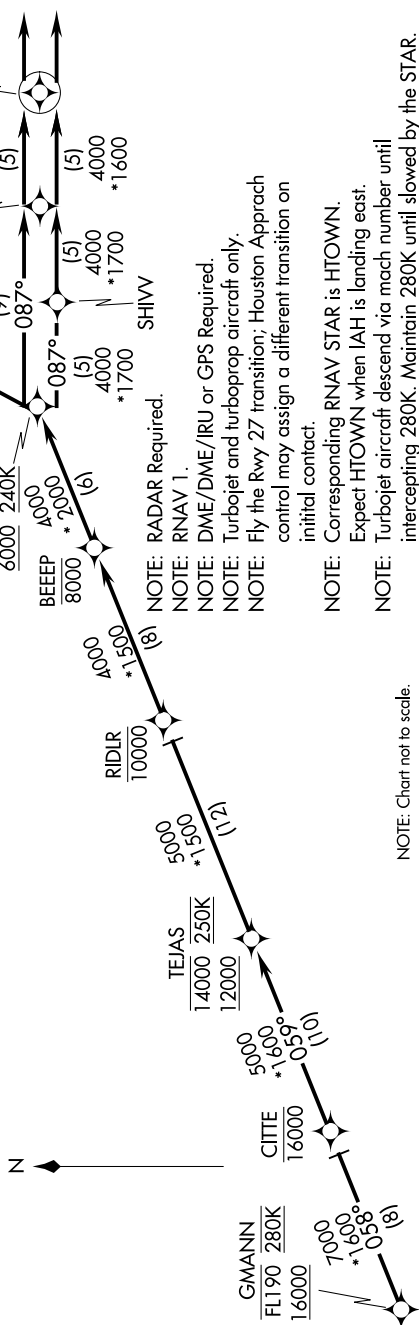 N
GMANN
FL190 280K
16000
7000
*1600
058°
(8)
CITTE
16000
5000
*1600
059°
(10)
TEJAS
14000 250K
12000
5000
*1500
(12)
RIDLR
10000
4000
*1500
(8)
BEEEP
8000
4000
*2000
(6)
6000 240K
087°
087°
(5)
4000
*1700
SHIVV
(5)
4000
*1700
(5)
(5)
4000
*1600
NOTE: RADAR Required.
NOTE: RNAV 1.
NOTE: DME/DME/IRU or GPS Required.
NOTE: Turbojet and turboprop aircraft only.
NOTE: Fly the Rwy 27 transition; Houston Apprach
control may assign a different transition on
initital contact.
NOTE: Corresponding RNAV STAR is HTOWN.
Expect HTOWN when IAH is landing east.
NOTE: Turbojet aircraft descend via mach number until
intercepting 280K. Maintain 280K until slowed by the STAR.
NOTE: Chart not to scale.